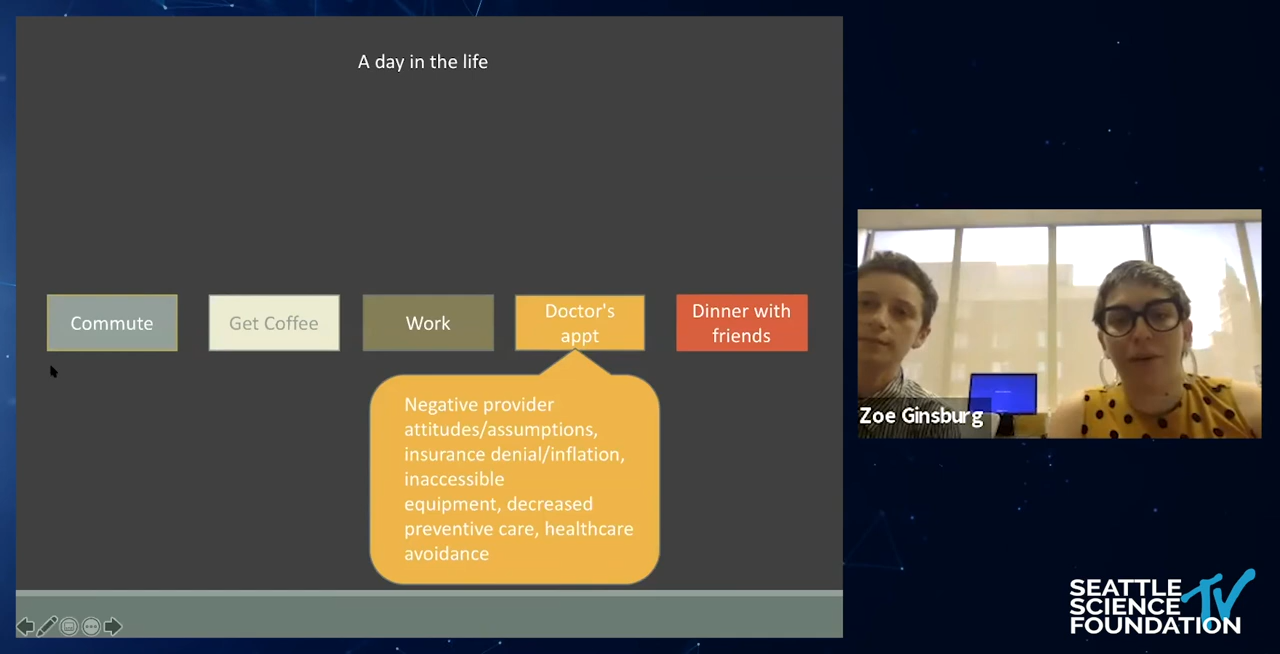 A day in the life
Commute
Get Coffee
Work
Doctor's
appt
Dinner with
friends
Negative provider
attitudes/assumptions,
insurance denial/inflation,
inaccessible
equipment, decreased
preventive care, healthcare
avoidance
Zoe Ginsburg
SEATTLE
SCIENCE
FOUNDATION
TV